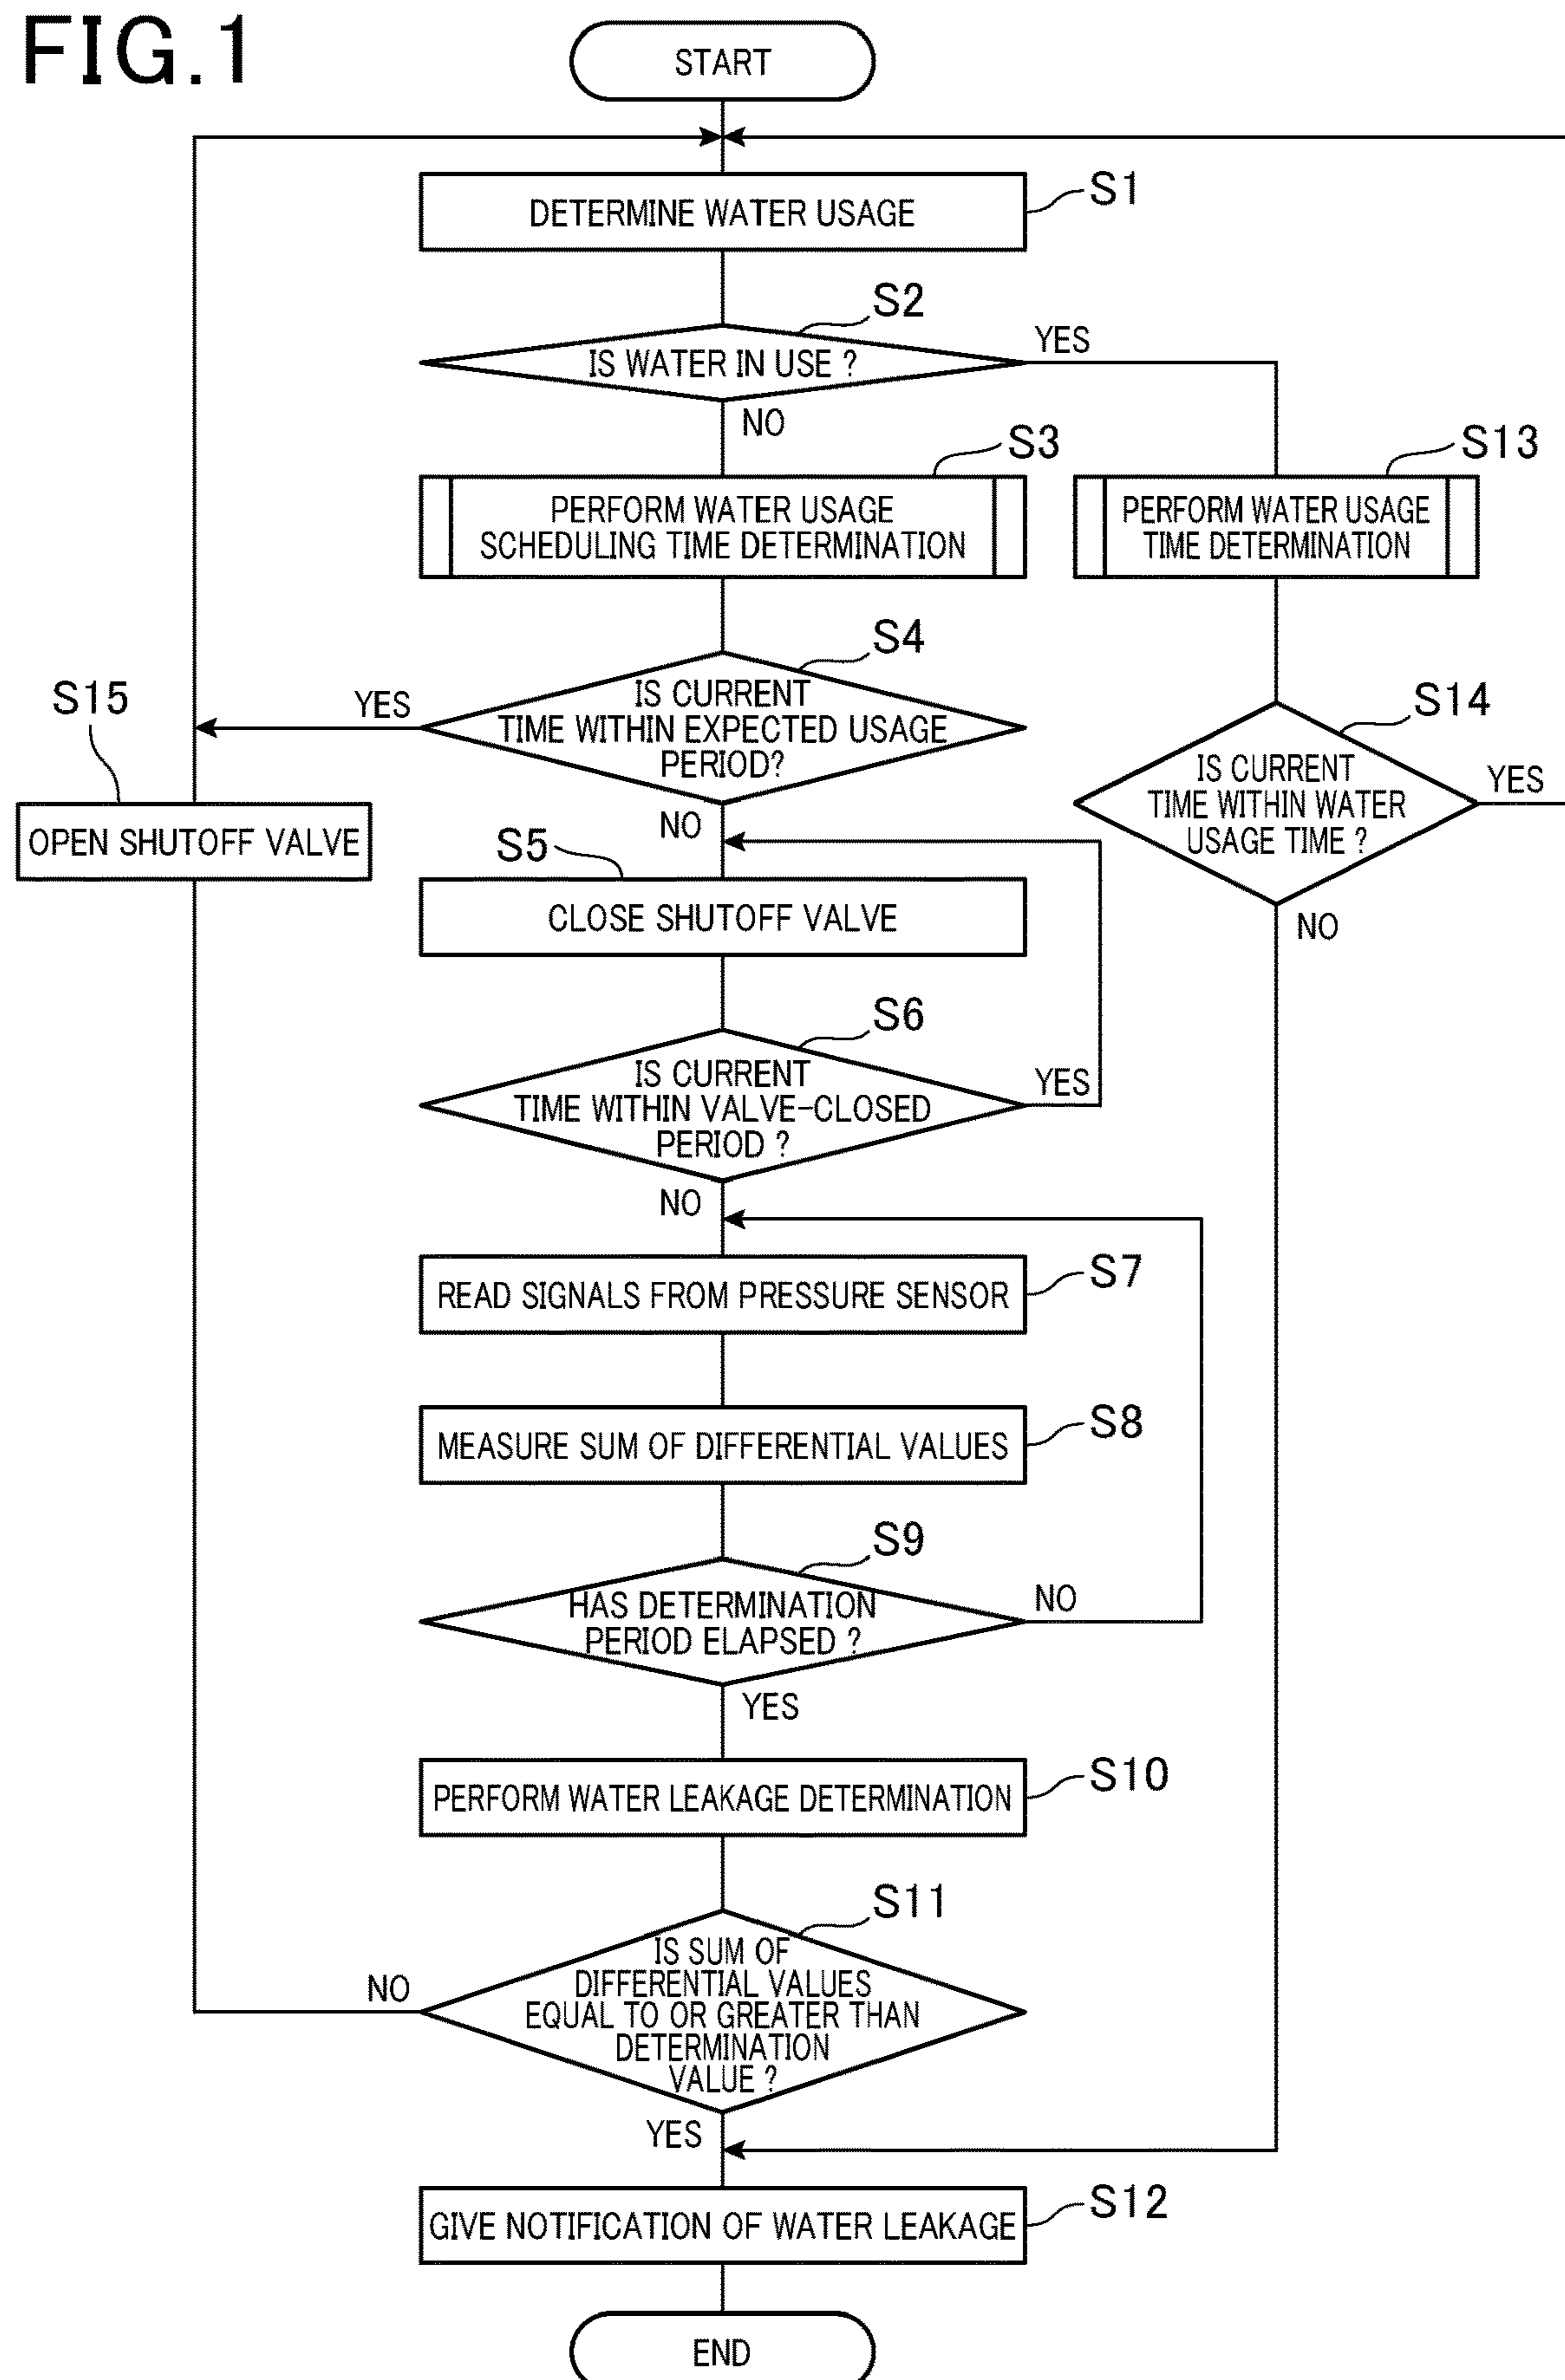 FIG.1
START
DETERMINE WATER USAGE
S1
S2
IS WATER IN USE ?
YES
NO
S3
PERFORM WATER USAGE
SCHEDULING TIME DETERMINATION
S13
PERFORM WATER USAGE
TIME DETERMINATION
S4
IS CURRENT
TIME WITHIN EXPECTED USAGE
PERIOD?
YES
NO
S15
OPEN SHUTOFF VALVE
S14
IS CURRENT
TIME WITHIN WATER
USAGE TIME ?
YES
NO
S5
CLOSE SHUTOFF VALVE
S6
IS CURRENT
TIME WITHIN VALVE-CLOSED
PERIOD ?
YES
NO
READ SIGNALS FROM PRESSURE SENSOR
S7
MEASURE SUM OF DIFFERENTIAL VALUES
S8
S9
HAS DETERMINATION
PERIOD ELAPSED ?
NO
YES
PERFORM WATER LEAKAGE DETERMINATION
S10
S11
IS SUM OF
DIFFERENTIAL VALUES
EQUAL TO OR GREATER THAN
DETERMINATION
VALUE ?
NO
YES
GIVE NOTIFICATION OF WATER LEAKAGE
S12
END